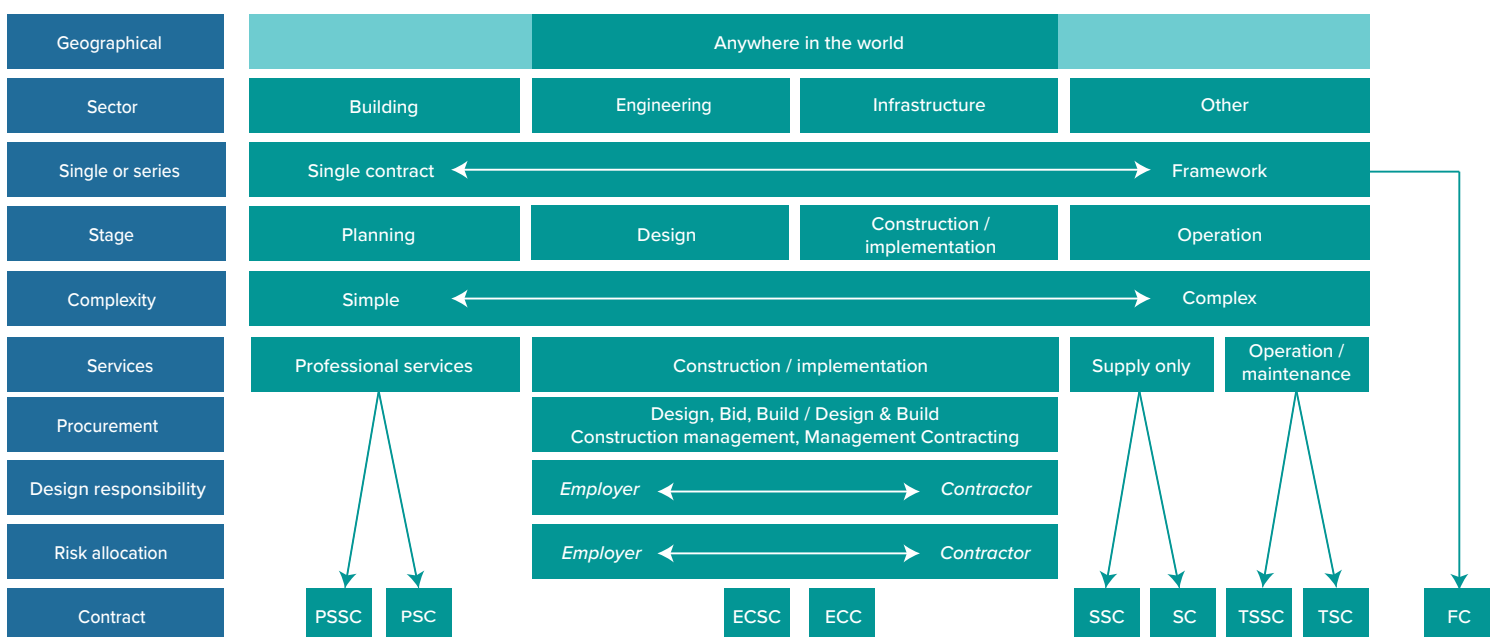 Geographical
Anywhere in the world
Sector
Building
Engineering
Infrastructure
Other
Single or series
Single contract
Framework
Stage
Planning
Design
Construction /
implementation
Operation
Complexity
Simple
Complex
Services
Professional services
Construction / implementation
Supply only
Operation /
maintenance
Procurement
Design, Bid, Build / Design & Build
Construction management, Management Contracting
Design responsibility
Employer
Contractor
Risk allocation
Employer
Contractor
Contract
PSSC
PSC
ECSC
ECC
SSC
SC
TSSC
TSC
FC